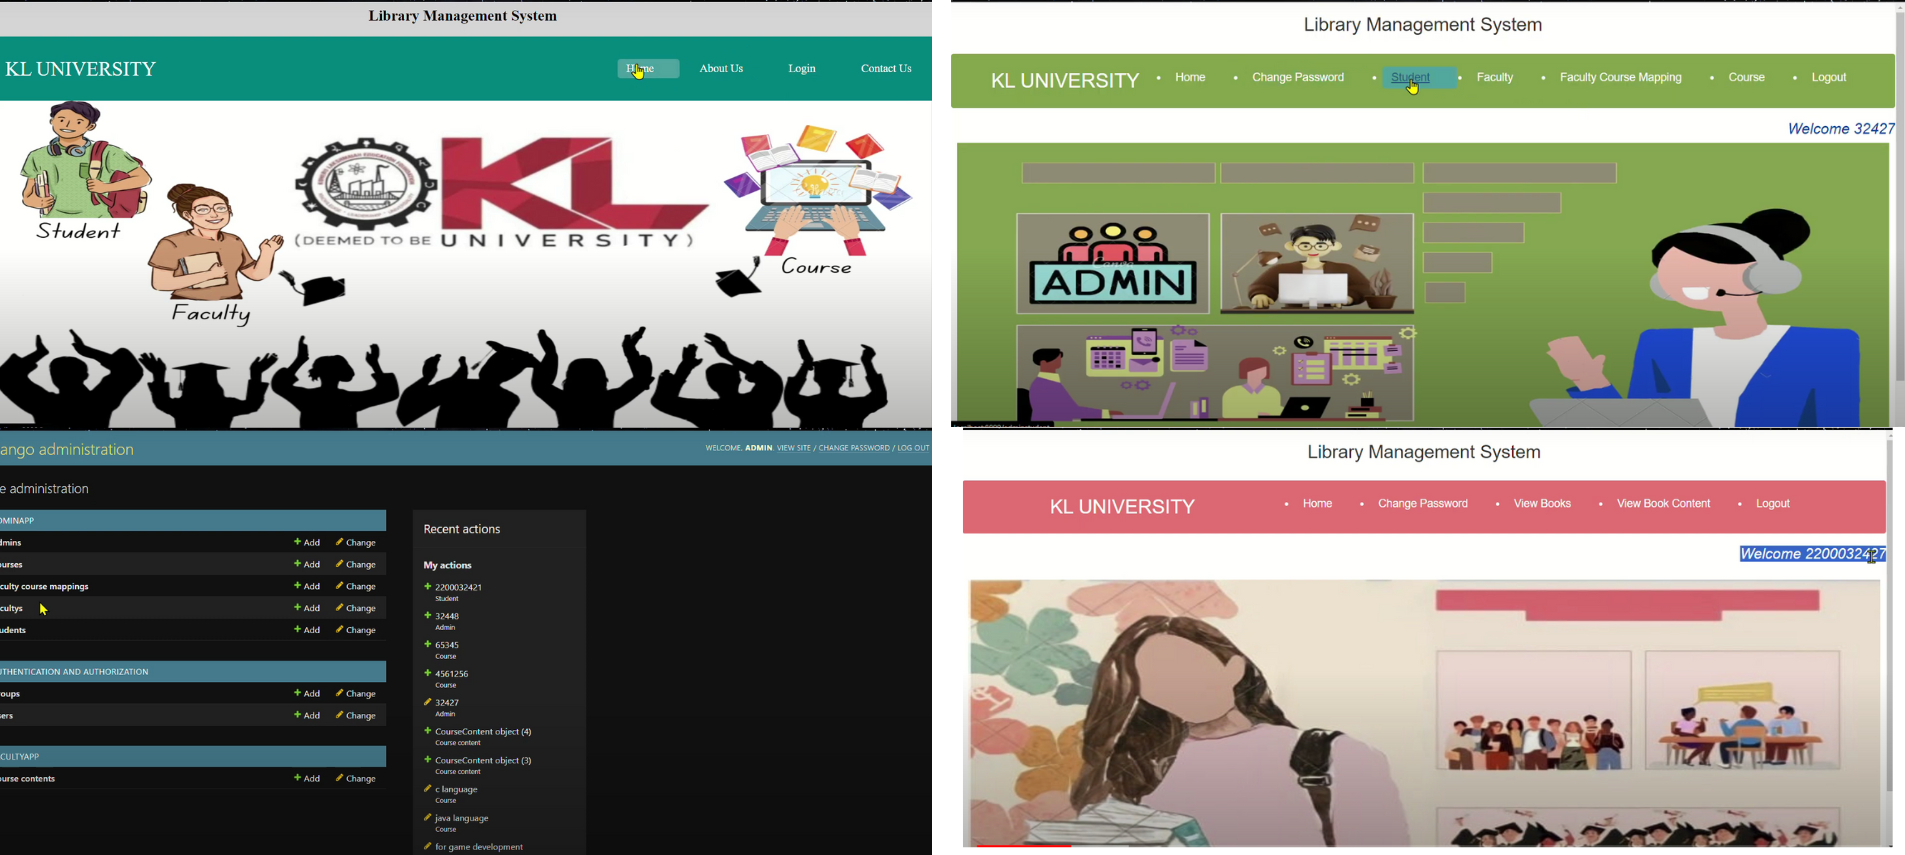 Library Management System
KL UNIVERSITY
Home
About Us
Login
Contact Us
Student
Faculty
KL
(DEEMED TO BE UNIVERSITY)
Course
Library Management System
KL UNIVERSITY
• Home
• Change Password
• Student
• Faculty
• Faculty Course Mapping
• Course
• Logout
Welcome 32427
ADMIN
ango administration
WELCOME, ADMIN. VIEW SITE / CHANGE PASSWORD / LOG OUT
e administration
DMINAPP
dmins + Add Change
ourses + Add Change
culty course mappings + Add Change
cultys + Add Change
udents + Add Change
UTHENTICATION AND AUTHORIZATION
roups + Add Change
sers + Add Change
CULTYAPP
ourse contents + Add Change
Recent actions
My actions
+ 2200032421
Student
+ 32448
Admin
+ 65345
Course
+ 4561256
Course
32427
Admin
+ CourseContent object (4)
Course content
+ CourseContent object (3)
Course content
c language
Course
java language
Course
for game development
Library Management System
KL UNIVERSITY
• Home
• Change Password
• View Books
• View Book Content
• Logout
Welcome 2200032427